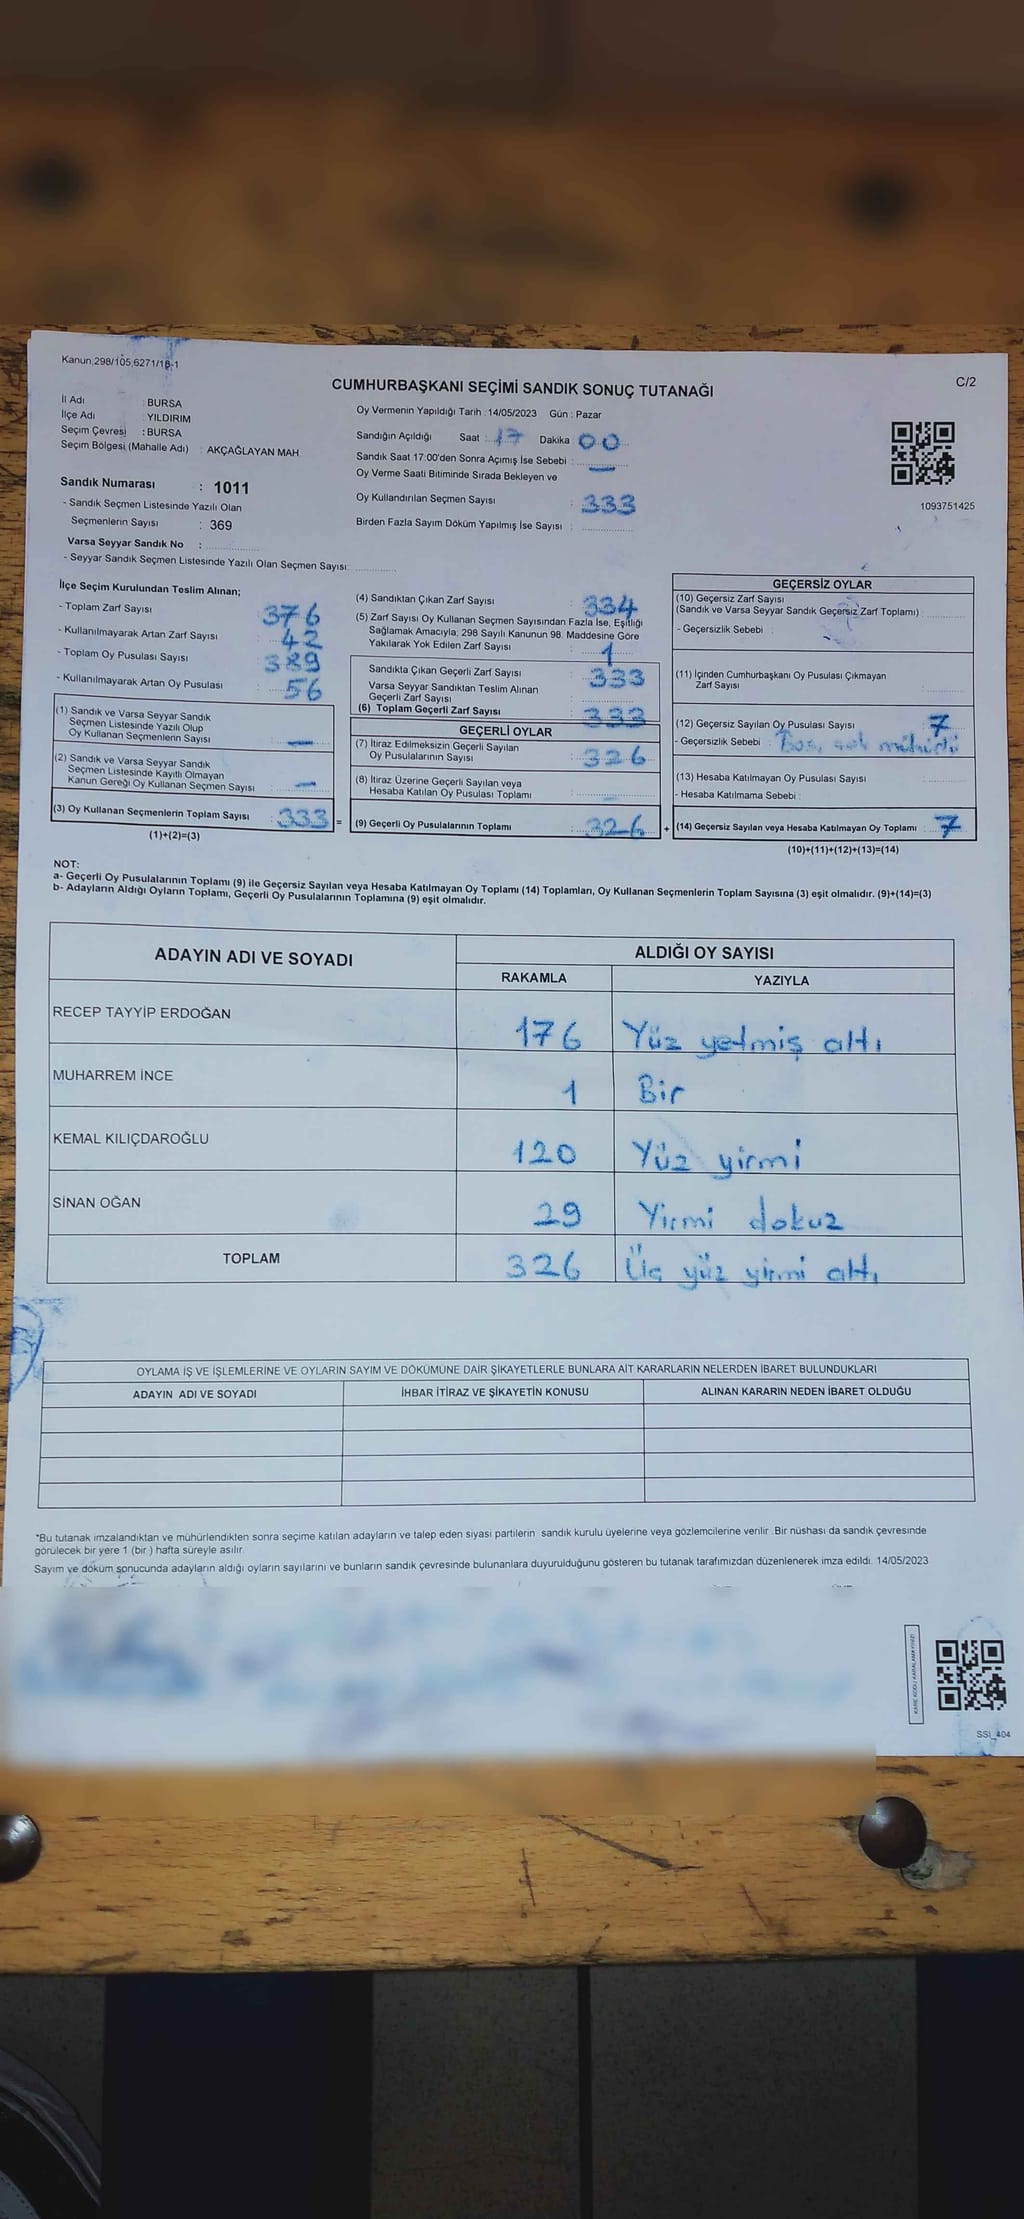 Kanun,298/105,6271/18-1
C/2
CUMHURBAŞKANI SEÇİMİ SANDIK SONUÇ TUTANAĞI
İl Adı : BURSA
İlçe Adı : YILDIRIM
Seçim Çevresi : BURSA
Seçim Bölgesi (Mahalle Adı) : AKÇAĞLAYAN MAH.
Oy Vermenin Yapıldığı Tarih :14/05/2023 Gün : Pazar
Sandığın Açıldığı Saat : 17 Dakika : 00
Sandık Saat 17:00'den Sonra Açımış İse Sebebi :
Oy Verme Saati Bitiminde Sırada Bekleyen ve
Oy Kullandırılan Seçmen Sayısı : 333
Birden Fazla Sayım Döküm Yapılmış İse Sayısı :
1093751425
Sandık Numarası : 1011
- Sandık Seçmen Listesinde Yazılı Olan
Seçmenlerin Sayısı : 369
Varsa Seyyar Sandık No :
- Seyyar Sandık Seçmen Listesinde Yazılı Olan Seçmen Sayısı:
İlçe Seçim Kurulundan Teslim Alınan;
- Toplam Zarf Sayısı : 376
- Kullanılmayarak Artan Zarf Sayısı : 42
- Toplam Oy Pusulası Sayısı : 389
- Kullanılmayarak Artan Oy Pusulası : 56
(1) Sandık ve Varsa Seyyar Sandık
Seçmen Listesinde Yazılı Olup
Oy Kullanan Seçmenlerin Sayısı : —
(2) Sandık ve Varsa Seyyar Sandık
Seçmen Listesinde Kayıtlı Olmayan
Kanun Gereği Oy Kullanan Seçmen Sayısı : —
(3) Oy Kullanan Seçmenlerin Toplam Sayısı : 333 =
(1)+(2)=(3)
(4) Sandıktan Çıkan Zarf Sayısı : 334
(5) Zarf Sayısı Oy Kullanan Seçmen Sayısından Fazla İse, Eşitliği
Sağlamak Amacıyla; 298 Sayılı Kanunun 98. Maddesine Göre
Yakılarak Yok Edilen Zarf Sayısı : 1
Sandıkta Çıkan Geçerli Zarf Sayısı : 333
Varsa Seyyar Sandıktan Teslim Alınan
Geçerli Zarf Sayısı :
(6) Toplam Geçerli Zarf Sayısı : 333
GEÇERLİ OYLAR
(7) İtiraz Edilmeksizin Geçerli Sayılan
Oy Pusulalarının Sayısı : 326
(8) İtiraz Üzerine Geçerli Sayılan veya
Hesaba Katılan Oy Pusulası Toplamı :
(9) Geçerli Oy Pusulalarının Toplamı : 326 +
GEÇERSİZ OYLAR
(10) Geçersiz Zarf Sayısı
(Sandık ve Varsa Seyyar Sandık Geçersiz Zarf Toplamı) :
- Geçersizlik Sebebi :
(11) İçinden Cumhurbaşkanı Oy Pusulası Çıkmayan
Zarf Sayısı :
(12) Geçersiz Sayılan Oy Pusulası Sayısı : 7
- Geçersizlik Sebebi : Boş, çok mühürlü
(13) Hesaba Katılmayan Oy Pusulası Sayısı :
- Hesaba Katılmama Sebebi :
(14) Geçersiz Sayılan veya Hesaba Katılmayan Oy Toplamı : 7
(10)+(11)+(12)+(13)=(14)
NOT:
a- Geçerli Oy Pusulalarının Toplamı (9) ile Geçersiz Sayılan veya Hesaba Katılmayan Oy Toplamı (14) Toplamları, Oy Kullanan Seçmenlerin Toplam Sayısına (3) eşit olmalıdır. (9)+(14)=(3)
b- Adayların Aldığı Oyların Toplamı, Geçerli Oy Pusulalarının Toplamına (9) eşit olmalıdır.
ADAYIN ADI VE SOYADI ALDIĞI OY SAYISI
RAKAMLA YAZIYLA
RECEP TAYYİP ERDOĞAN 176 Yüz yetmiş altı
MUHARREM İNCE 1 Bir
KEMAL KILIÇDAROĞLU 120 Yüz yirmi
SİNAN OĞAN 29 Yirmi dokuz
TOPLAM 326 Üç yüz yirmi altı
OYLAMA İŞ VE İŞLEMLERİNE VE OYLARIN SAYIM VE DÖKÜMÜNE DAİR ŞİKAYETLERLE BUNLARA AİT KARARLARIN NELERDEN İBARET BULUNDUKLARI
ADAYIN ADI VE SOYADI İHBAR İTİRAZ VE ŞİKAYETİN KONUSU ALINAN KARARIN NEDEN İBARET OLDUĞU
*Bu tutanak imzalandıktan ve mühürlendikten sonra seçime katılan adayların ve talep eden siyasi partilerin sandık kurulu üyelerine veya gözlemcilerine verilir. Bir nüshası da sandık çevresinde
görülecek bir yere 1 (bir ) hafta süreyle asılır.
Sayım ve döküm sonucunda adayların aldığı oyların sayılarını ve bunların sandık çevresinde bulunanlara duyurulduğunu gösteren bu tutanak tarafımızdan düzenlenerek imza edildi. 14/05/2023
KARE KODU KARALAMAYINIZ!
SSI_404